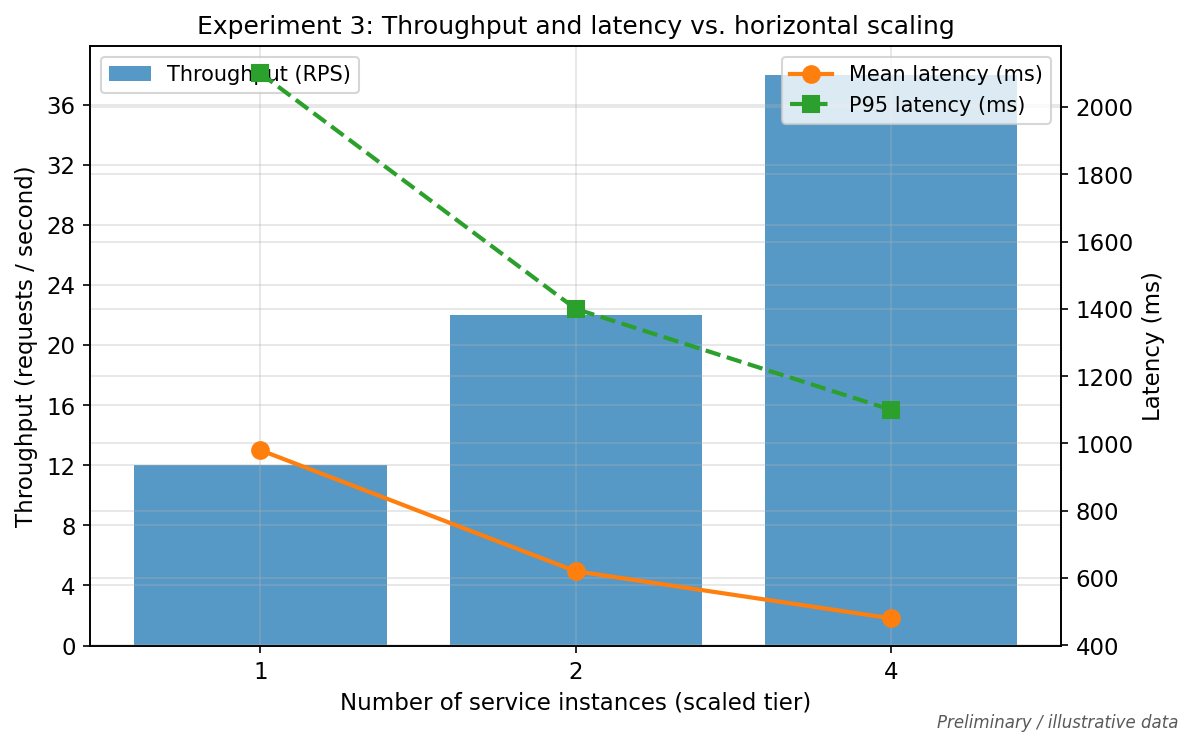 Experiment 3: Throughput and latency vs. horizontal scaling
Throughput (RPS)
Mean latency (ms)
P95 latency (ms)
Throughput (requests / second)
36
32
28
24
20
16
12
8
4
0
2000
1800
1600
1400
1200
1000
800
600
400
Latency (ms)
1 2 4
Number of service instances (scaled tier)
Preliminary / illustrative data